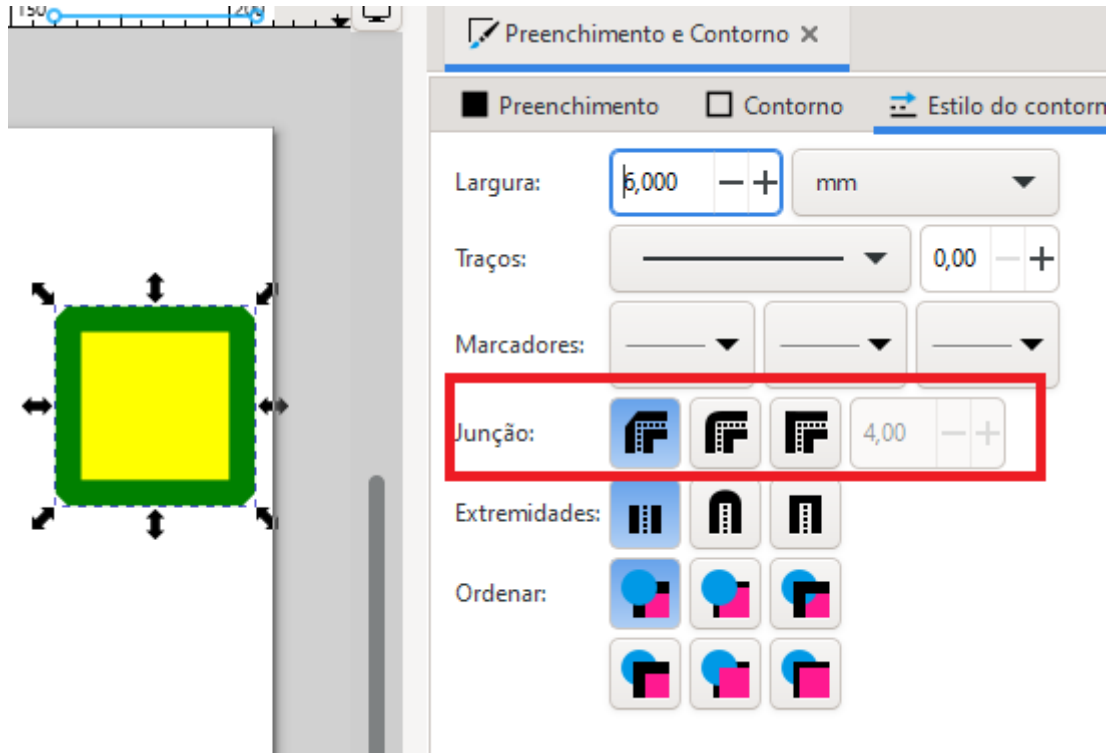 150 200
Preenchimento e Contorno
Preenchimento Contorno Estilo do contorn
Largura: 6,000 mm
Traços: 0,00
Marcadores:
Junção: 4,00
Extremidades:
Ordenar: